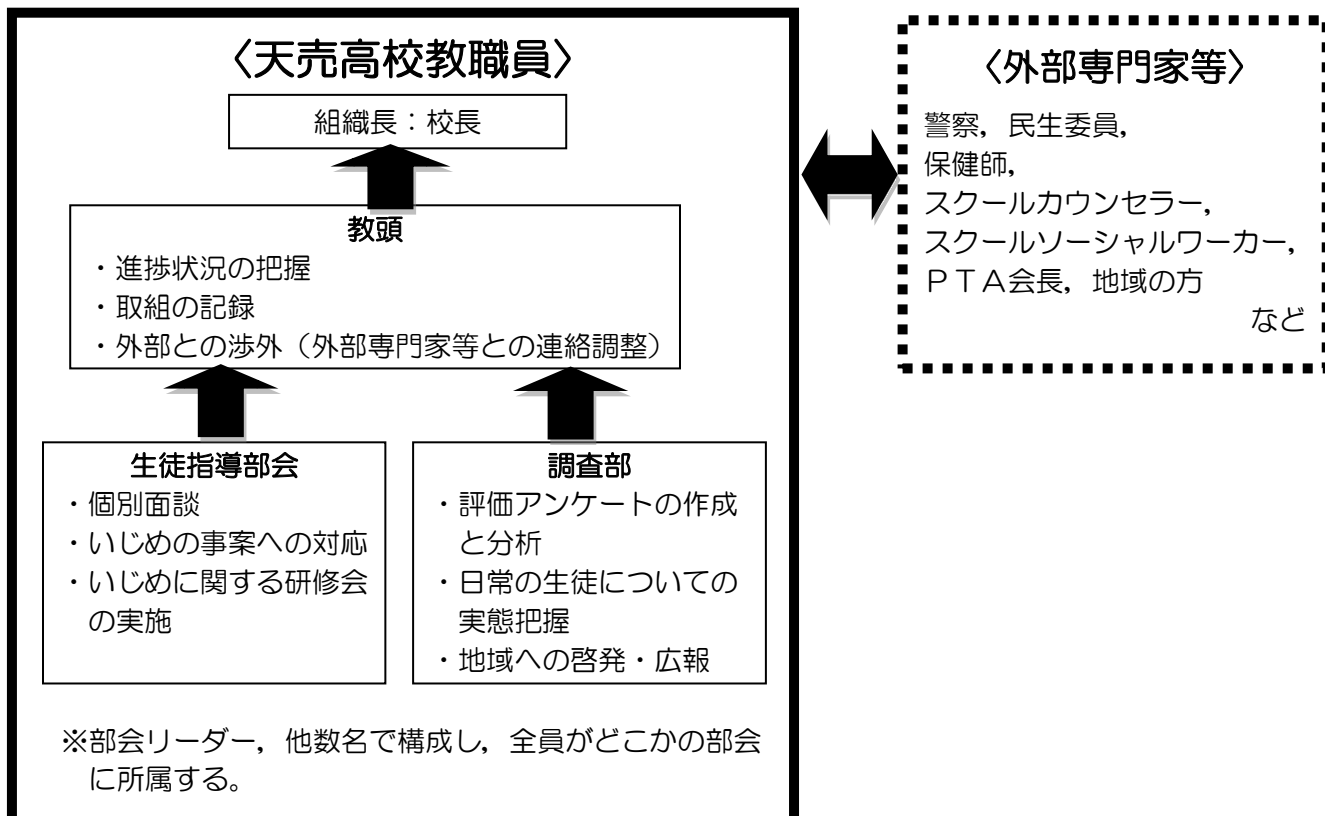 〈天売高校教職員〉
組織長：校長
教頭
・進捗状況の把握
・取組の記録
・外部との渉外（外部専門家等との連絡調整）
生徒指導部会
・個別面談
・いじめの事案への対応
・いじめに関する研修会
の実施
調査部
・評価アンケートの作成
と分析
・日常の生徒についての
実態把握
・地域への啓発・広報
※部会リーダー，他数名で構成し，全員がどこかの部会
に所属する。
〈外部専門家等〉
警察，民生委員，
保健師，
スクールカウンセラー，
スクールソーシャルワーカー，
ＰＴＡ会長，地域の方
など